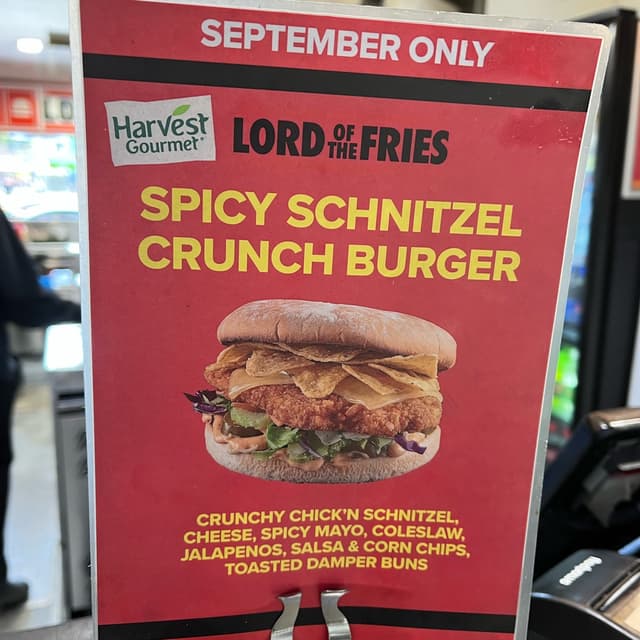 SEPTEMBER ONLY
Harvest
Gourmet
LORD OF THE FRIES
SPICY SCHNITZEL
CRUNCH BURGER
CRUNCHY CHICK'N SCHNITZEL,
CHEESE, SPICY MAYO, COLESLAW,
JALAPENOS, SALSA & CORN CHIPS,
TOASTED DAMPER BUNS